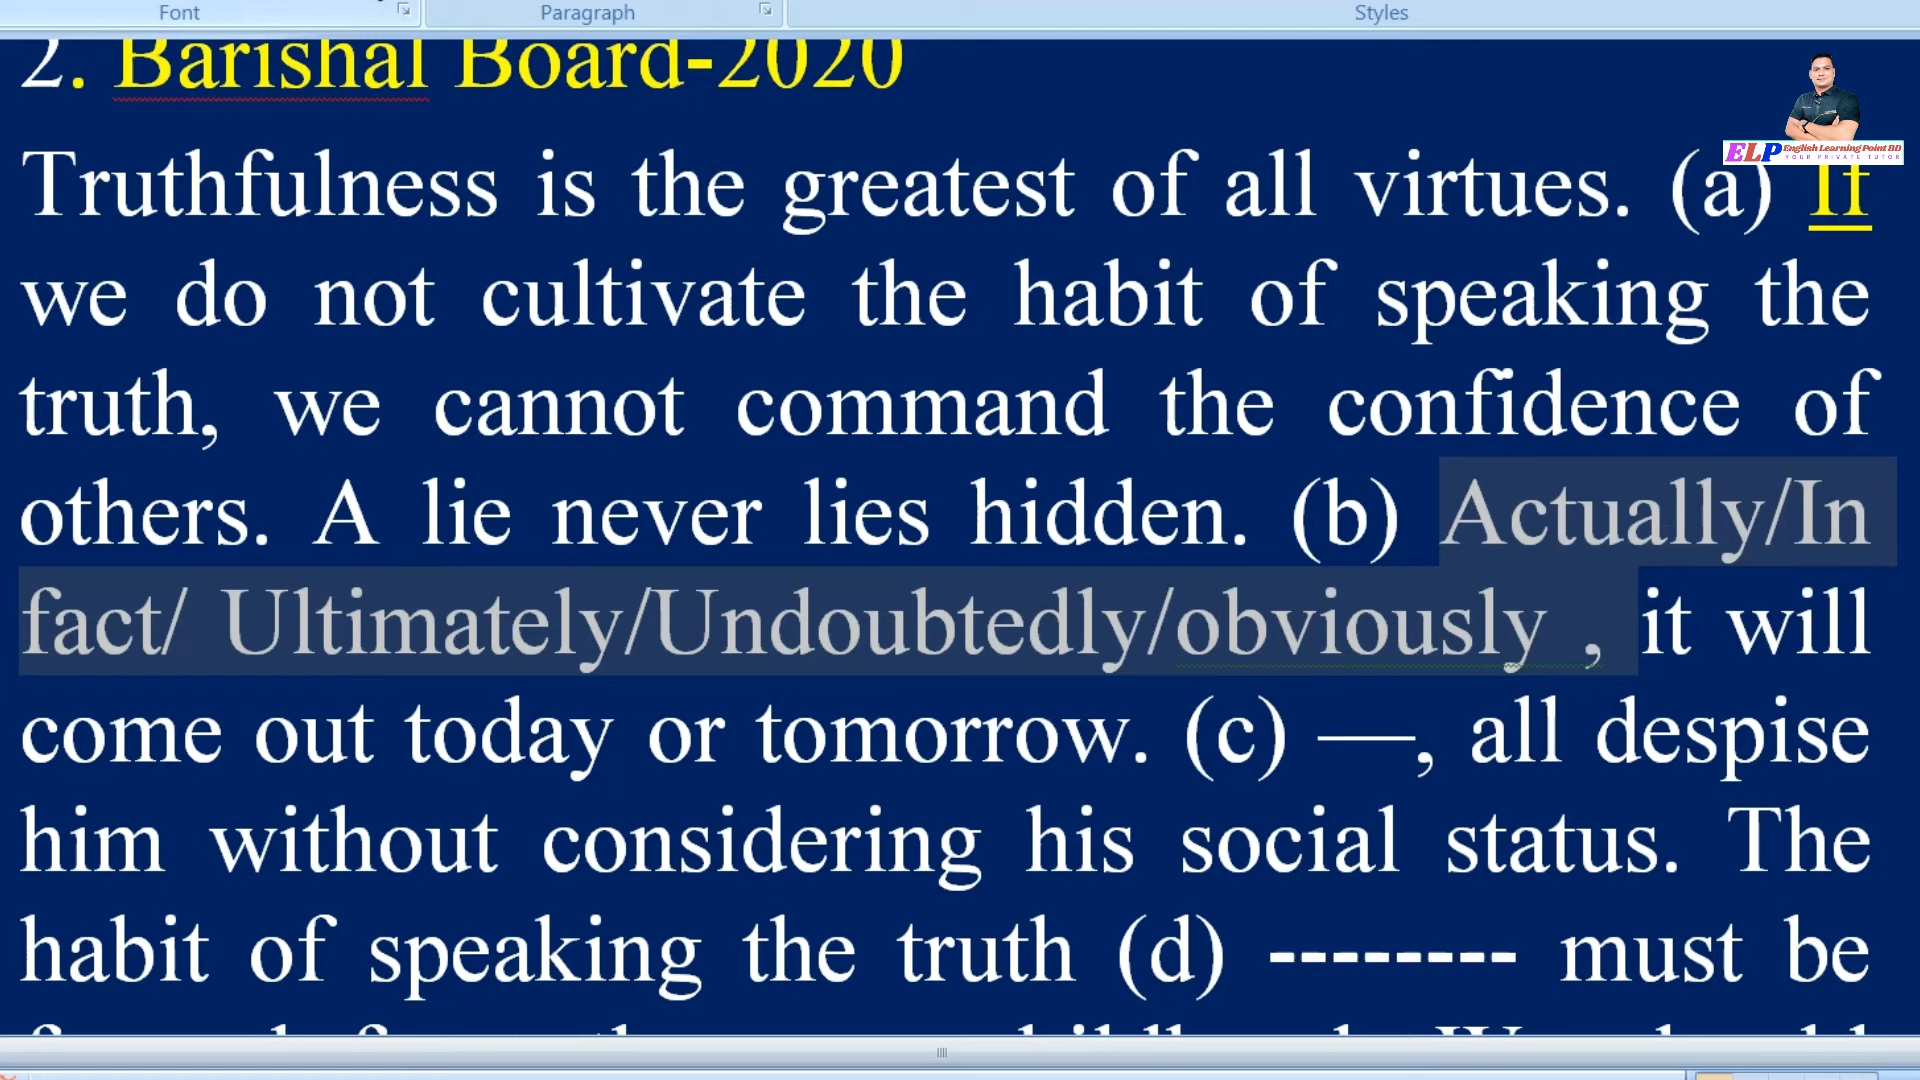 Font
Paragraph
Styles
2. Barishal Board-2020
ELP English Learning Point BD
YOUR PRIVATE TUTOR
Truthfulness is the greatest of all virtues. (a) If
we do not cultivate the habit of speaking the
truth, we cannot command the confidence of
others. A lie never lies hidden. (b) Actually/In
fact/ Ultimately/Undoubtedly/obviously , it will
come out today or tomorrow. (c) —, all despise
him without considering his social status. The
habit of speaking the truth (d) -------- must be